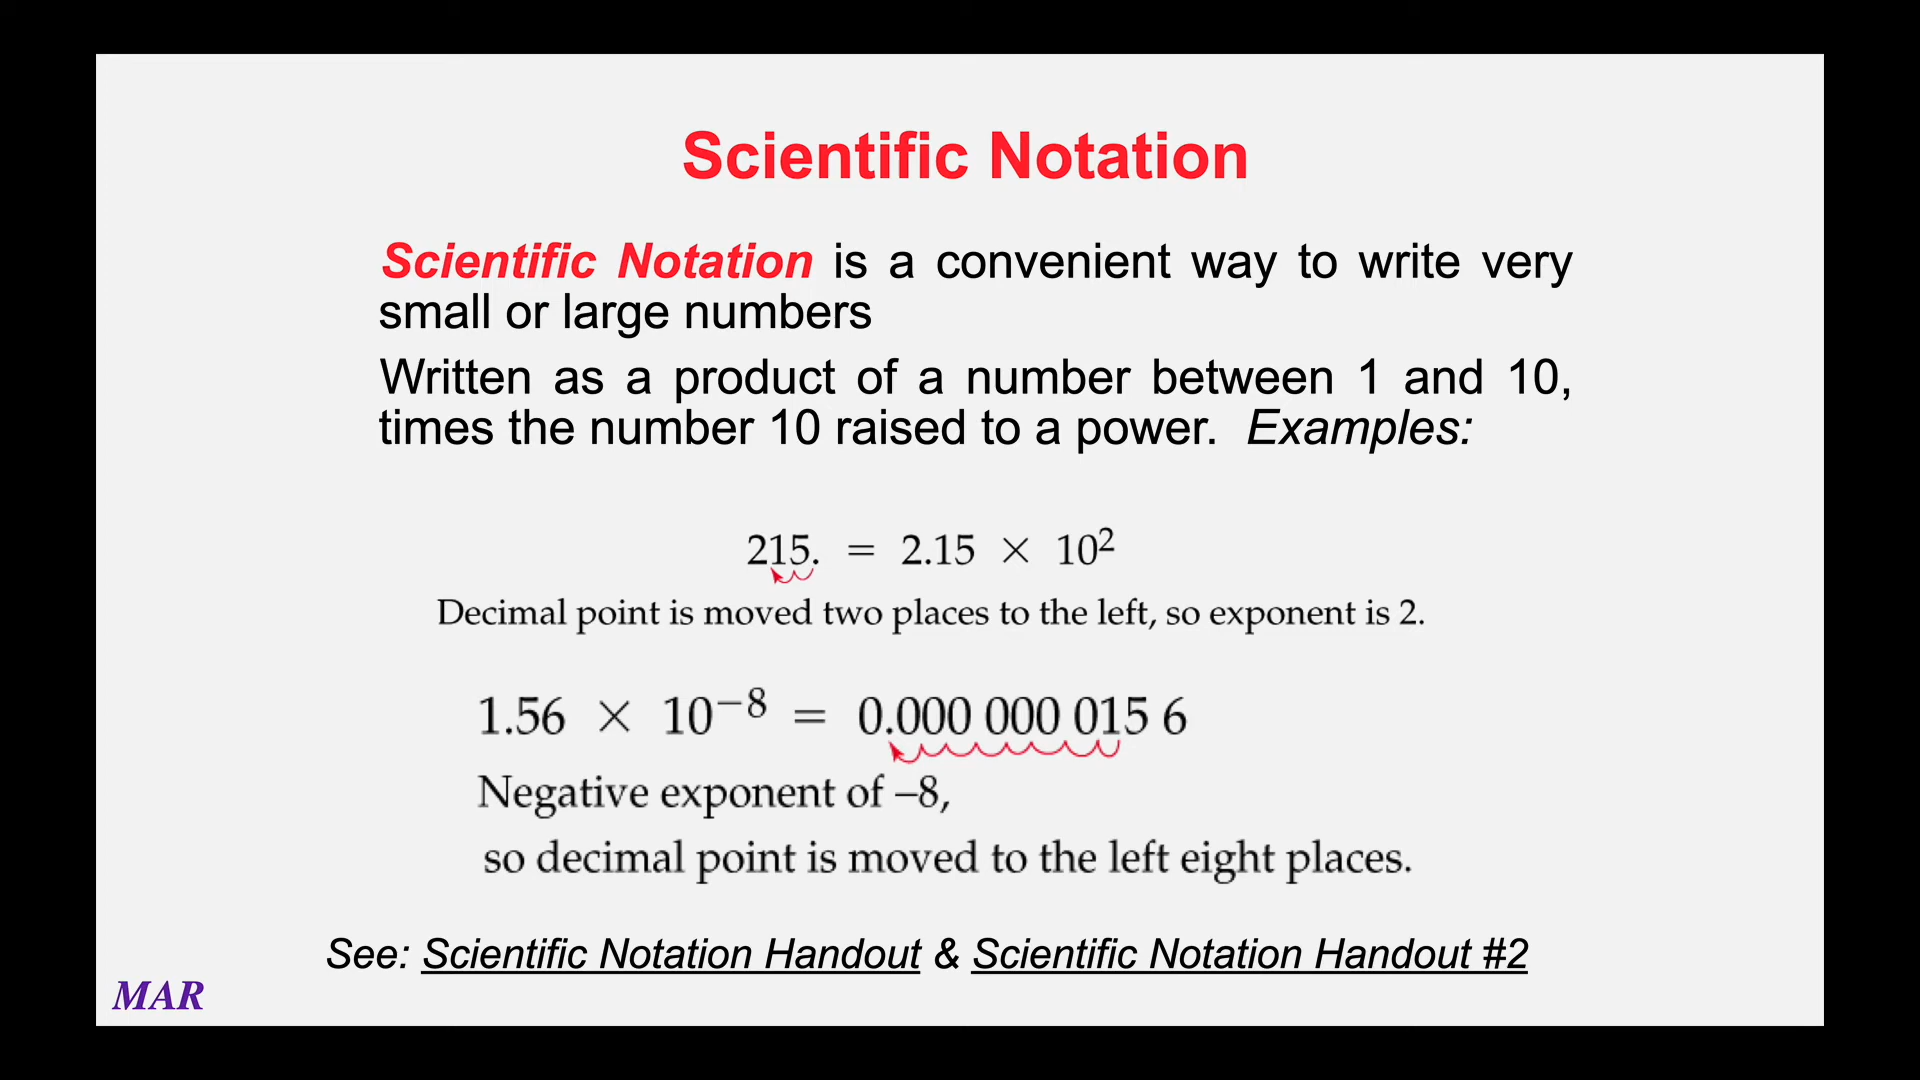 Scientific Notation
Scientific Notation is a convenient way to write very
small or large numbers
Written as a product of a number between 1 and 10,
times the number 10 raised to a power. Examples:
215. = 2.15 × 10²
Decimal point is moved two places to the left, so exponent is 2.
1.56 × 10⁻⁸ = 0.000 000 015 6
Negative exponent of –8,
so decimal point is moved to the left eight places.
See: Scientific Notation Handout & Scientific Notation Handout #2
MAR